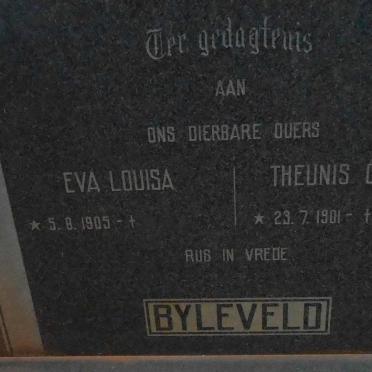 Ter gedagtenis
AAN
ONS DIERBARE OUERS
EVA LOUISA
★ 5. 8. 1905 - †
THEUNIS
★ 23. 7. 1901 - †
RUS IN VREDE
BYLEVELD